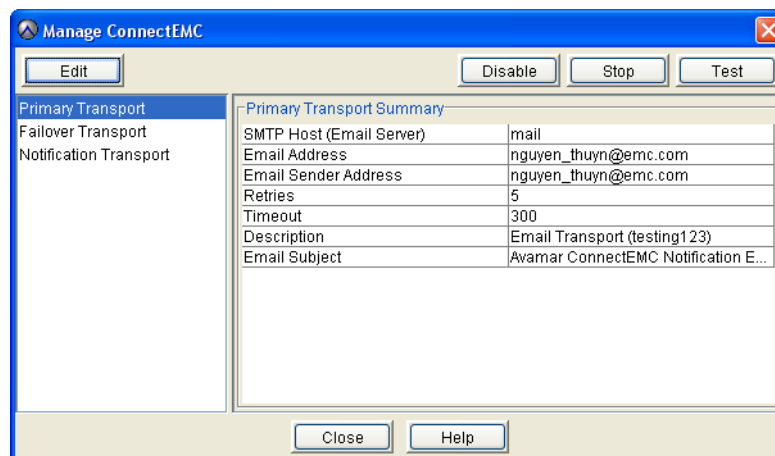 Manage ConnectEMC
Edit Disable Stop Test
Primary Transport
Failover Transport
Notification Transport
Primary Transport Summary
SMTP Host (Email Server) mail
Email Address nguyen_thuyn@emc.com
Email Sender Address nguyen_thuyn@emc.com
Retries 5
Timeout 300
Description Email Transport (testing123)
Email Subject Avamar ConnectEMC Notification E...
Close Help